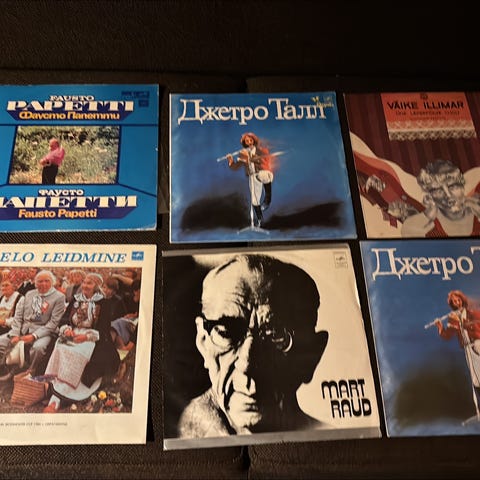 FAUSTO
PAPETTI
Фаусто Папетти
ФАУСТО
ПАПЕТТИ
Fausto Papetti
Джетро Талл
VÄIKE ILLIMAR
ELO LEIDMINE
MART
RAUD
Джетро Т